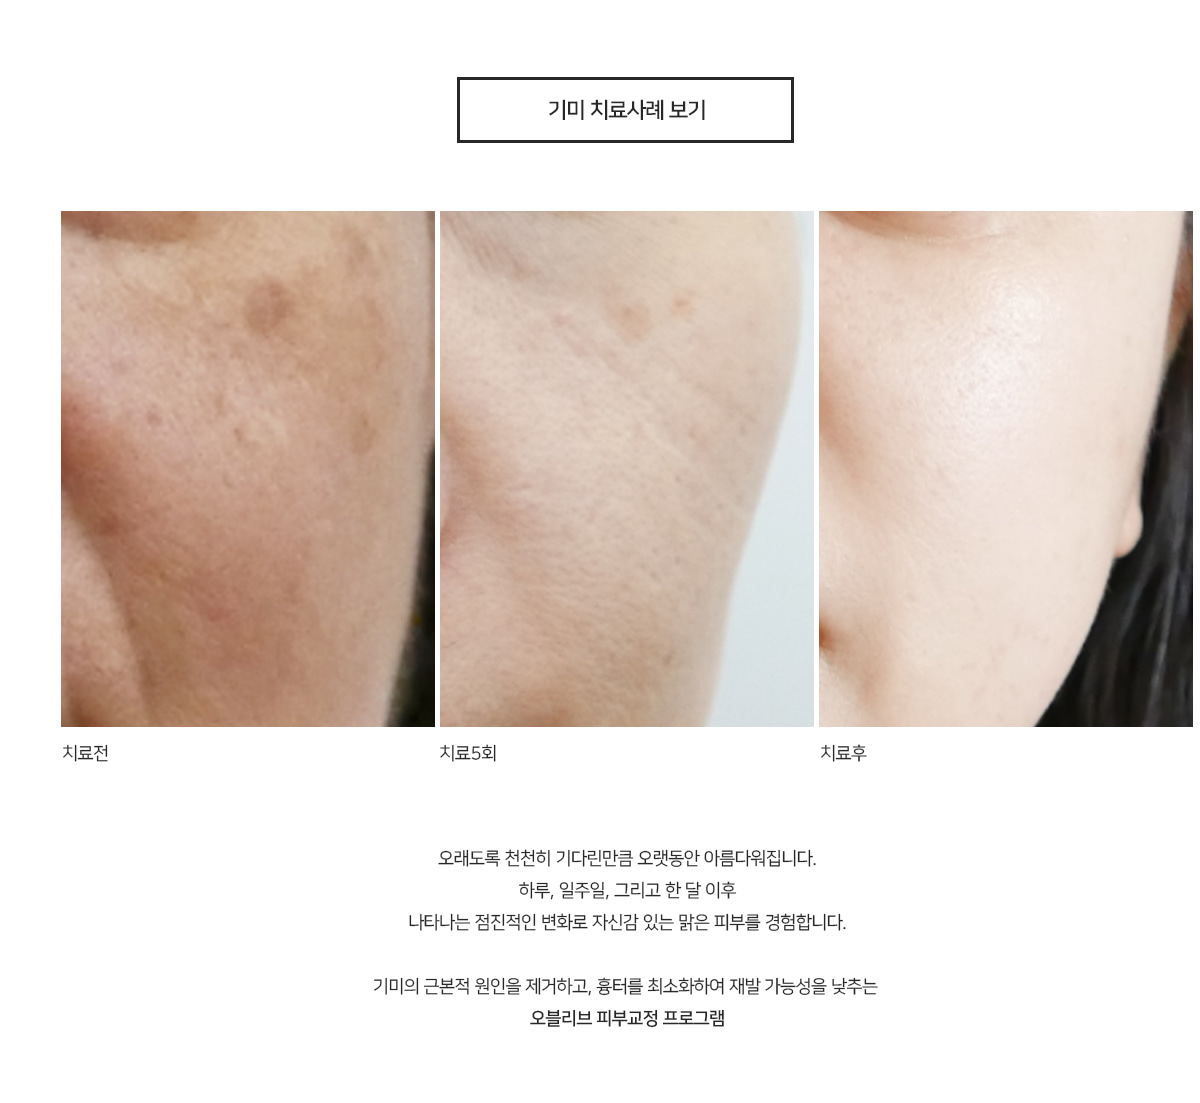 기미 치료사례 보기
치료전
치료5회
치료후
오래도록 천천히 기다린만큼 오랫동안 아름다워집니다.
하루, 일주일, 그리고 한 달 이후
나타나는 점진적인 변화로 자신감 있는 맑은 피부를 경험합니다.
기미의 근본적 원인을 제거하고, 흉터를 최소화하여 재발 가능성을 낮추는
오블리브 피부교정 프로그램